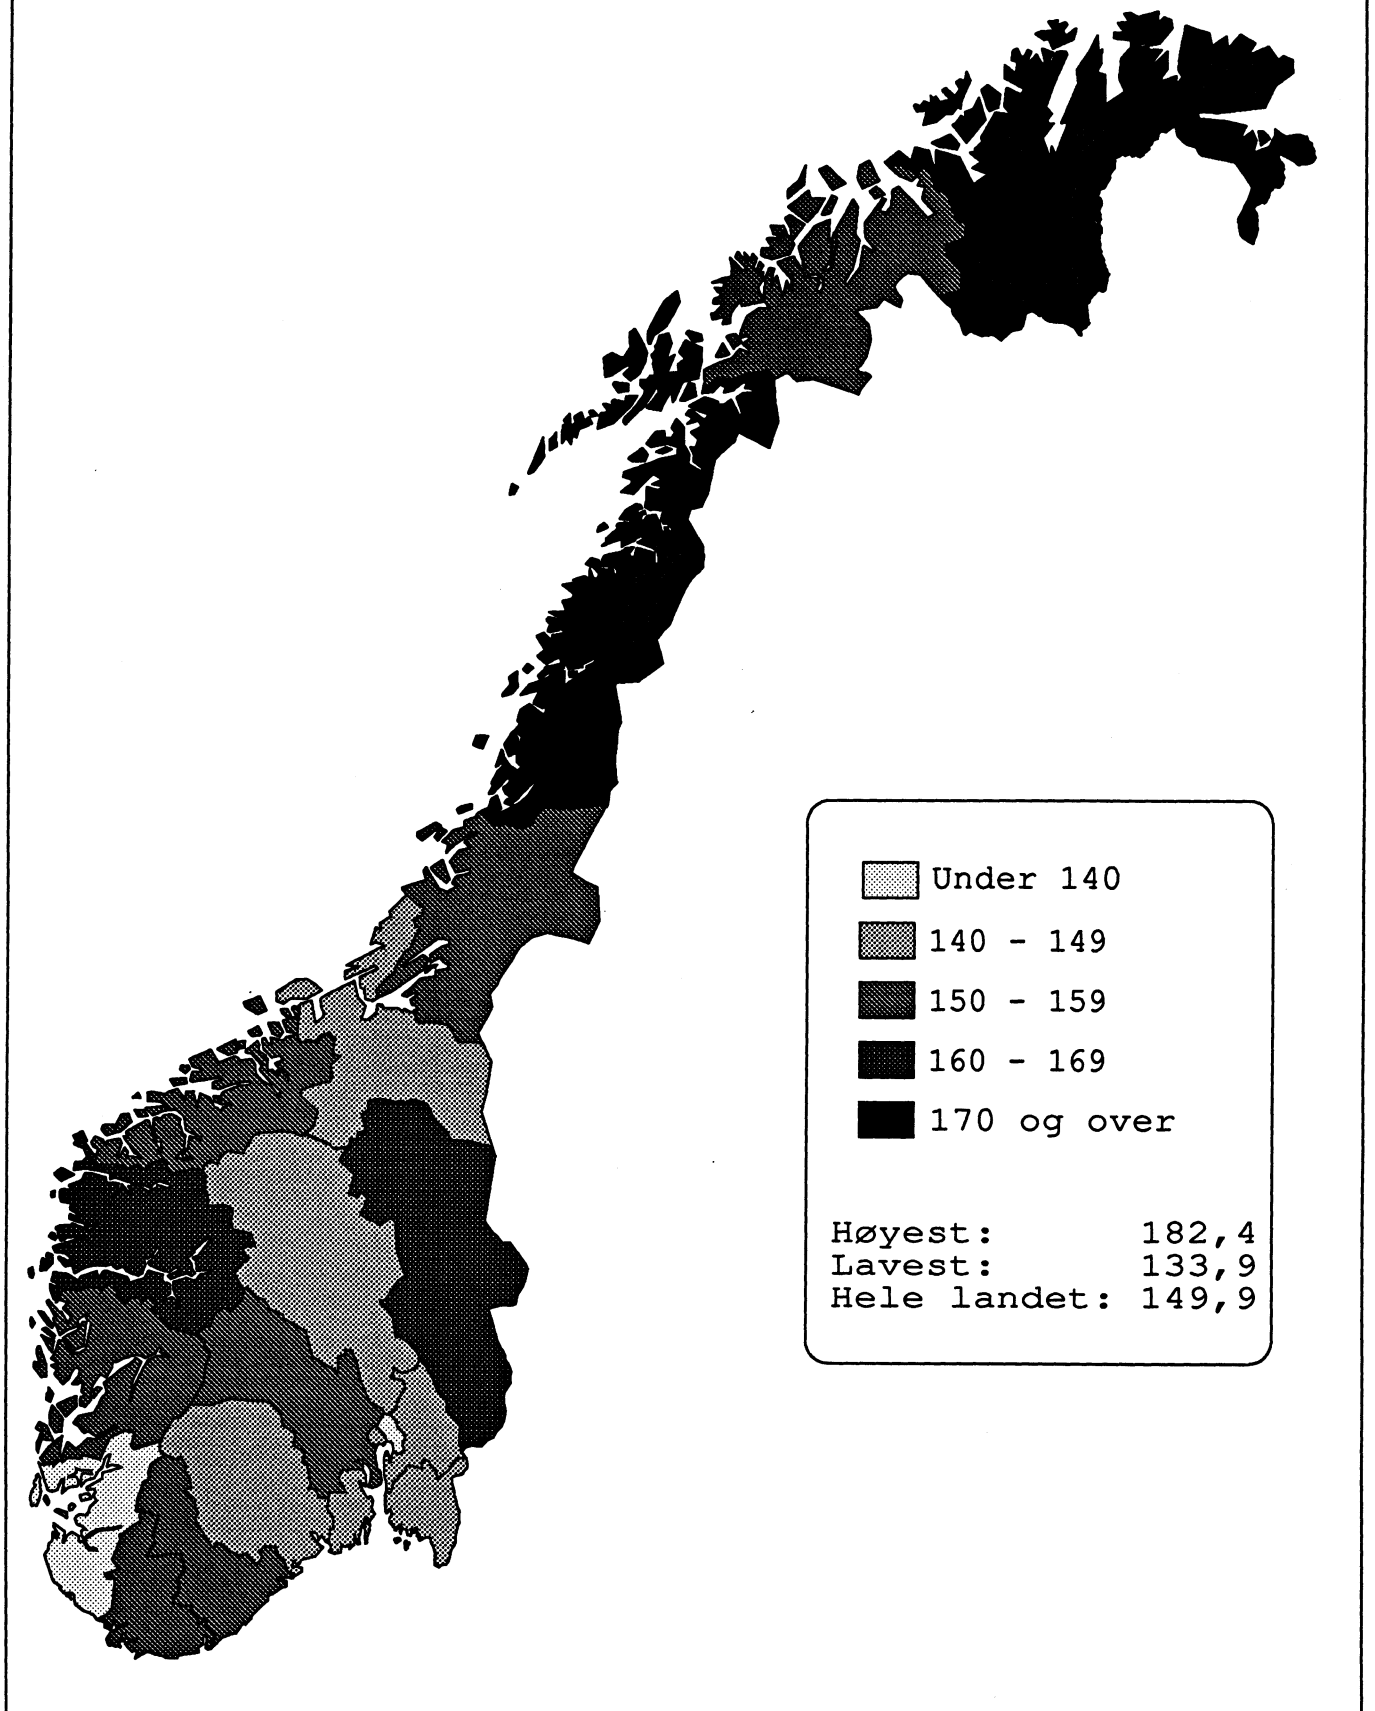 Under 140
140 - 149
150 - 159
160 - 169
170 og over
Høyest: 182,4
Lavest: 133,9
Hele landet: 149,9